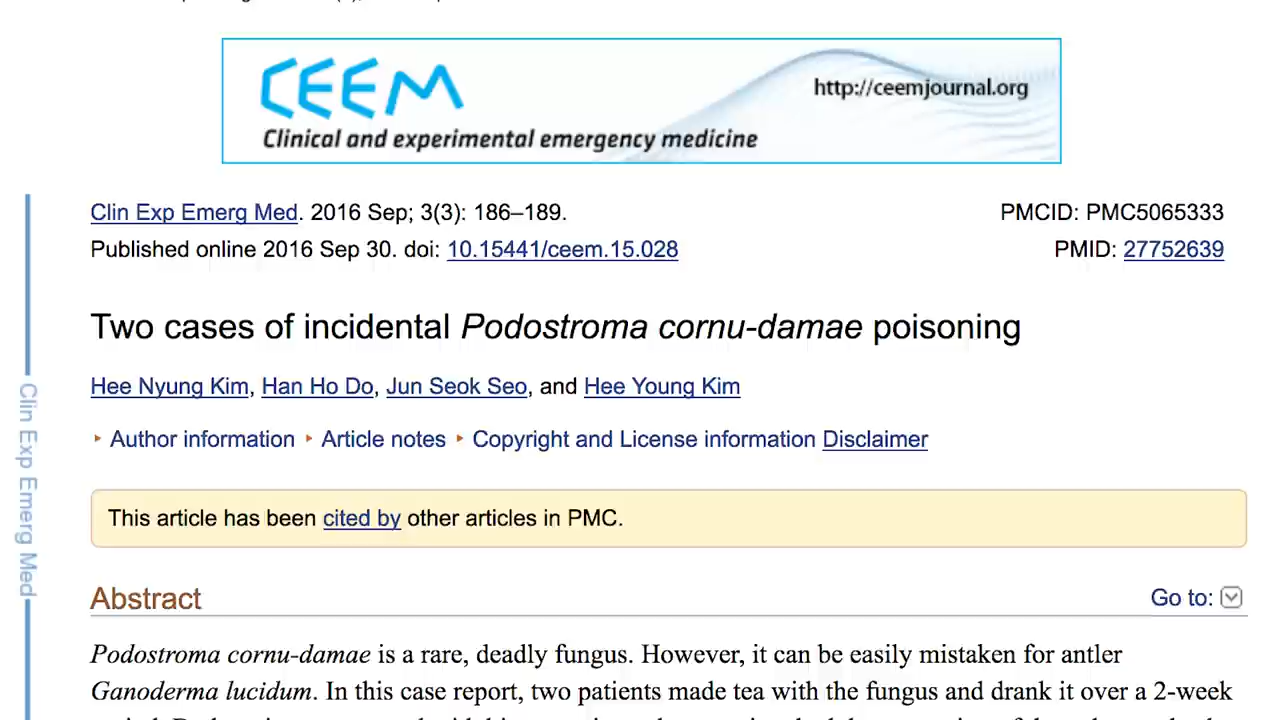 CEEM
http://ceemjournal.org
Clinical and experimental emergency medicine
Clin Exp Emerg Med. 2016 Sep; 3(3): 186–189.
PMCID: PMC5065333
Published online 2016 Sep 30. doi: 10.15441/ceem.15.028
PMID: 27752639
Two cases of incidental Podostroma cornu-damae poisoning
Hee Nyung Kim, Han Ho Do, Jun Seok Seo, and Hee Young Kim
Author information Article notes Copyright and License information Disclaimer
Clin Exp Emerg Med
This article has been cited by other articles in PMC.
Abstract
Go to:
Podostroma cornu-damae is a rare, deadly fungus. However, it can be easily mistaken for antler
Ganoderma lucidum. In this case report, two patients made tea with the fungus and drank it over a 2-week